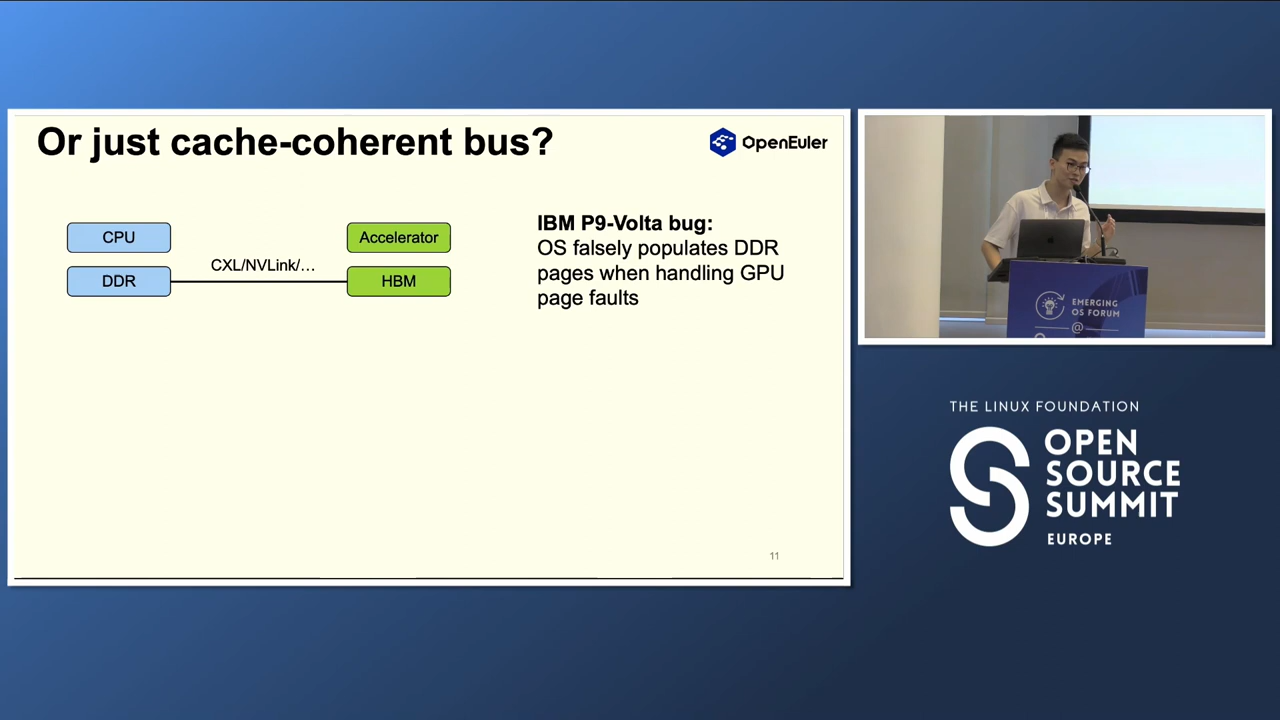 Or just cache-coherent bus?
OpenEuler
CPU
Accelerator
CXL/NVLink/…
DDR
HBM
IBM P9-Volta bug:
OS falsely populates DDR
pages when handling GPU
page faults
11
EMERGING
OS FORUM
@
THE LINUX FOUNDATION
OPEN
SOURCE
SUMMIT
EUROPE